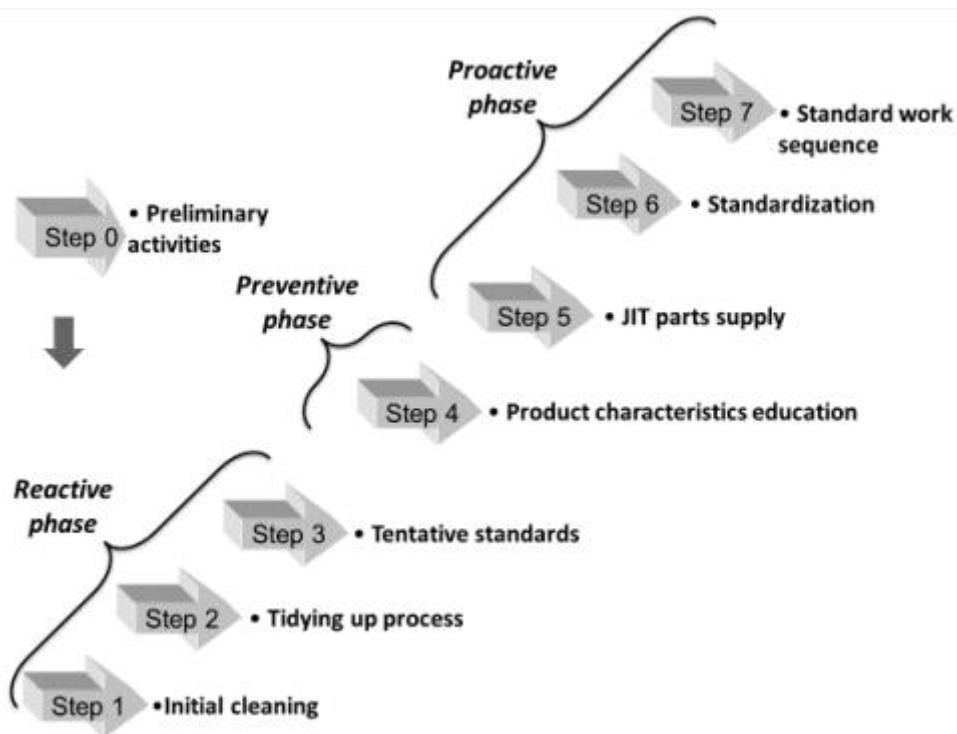 Proactive
phase
Step 7
• Standard work
sequence
Step 6
• Standardization
Step 0
• Preliminary
activities
Preventive
phase
Step 5
• JIT parts supply
Step 4
• Product characteristics education
Reactive
phase
Step 3
• Tentative standards
Step 2
• Tidying up process
Step 1
•Initial cleaning